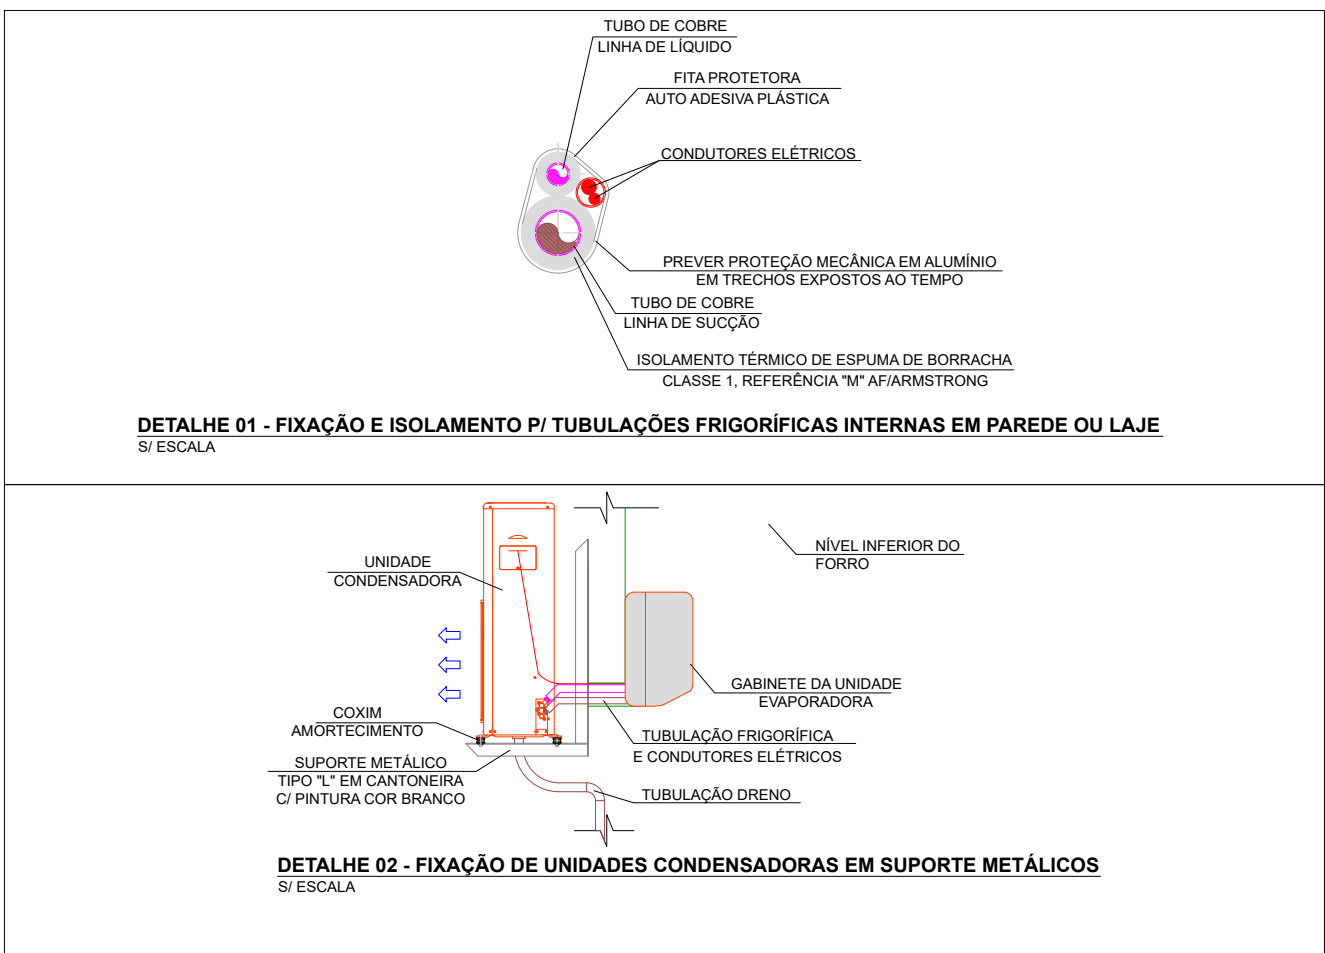 TUBO DE COBRE
LINHA DE LÍQUIDO
FITA PROTETORA
AUTO ADESIVA PLÁSTICA
CONDUTORES ELÉTRICOS
PREVER PROTEÇÃO MECÂNICA EM ALUMÍNIO
EM TRECHOS EXPOSTOS AO TEMPO
TUBO DE COBRE
LINHA DE SUCÇÃO
ISOLAMENTO TÉRMICO DE ESPUMA DE BORRACHA
CLASSE 1, REFERÊNCIA "M" AF/ARMSTRONG
DETALHE 01 - FIXAÇÃO E ISOLAMENTO P/ TUBULAÇÕES FRIGORÍFICAS INTERNAS EM PAREDE OU LAJE
S/ ESCALA
NÍVEL INFERIOR DO
FORRO
UNIDADE
CONDENSADORA
GABINETE DA UNIDADE
EVAPORADORA
COXIM
AMORTECIMENTO
TUBULAÇÃO FRIGORÍFICA
E CONDUTORES ELÉTRICOS
SUPORTE METÁLICO
TIPO "L" EM CANTONEIRA
C/ PINTURA COR BRANCO
TUBULAÇÃO DRENO
DETALHE 02 - FIXAÇÃO DE UNIDADES CONDENSADORAS EM SUPORTE METÁLICOS
S/ ESCALA